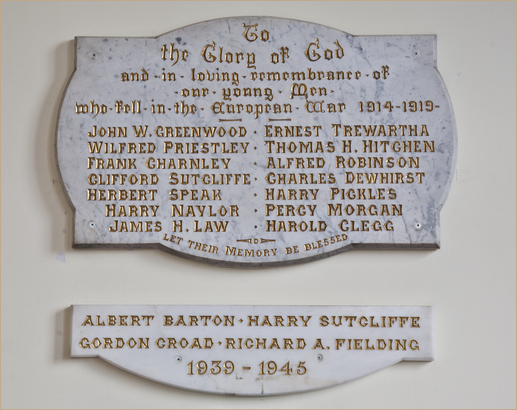 To
the Glory of God
and · in · loving · remembrance · of
· our · young · Men ·
who · fell · in · the · European · War 1914-1919-
JOHN W. GREENWOOD · ERNEST TREWARTHA
WILFRED PRIESTLEY · THOMAS H. HITCHEN
FRANK CHARNLEY · ALFRED ROBINSON
CLIFFORD SUTCLIFFE · CHARLES DEWHIRST
HERBERT SPEAK · HARRY PICKLES
HARRY NAYLOR · PERCY MORGAN
JAMES H. LAW · HAROLD CLEGG
LET THEIR MEMORY BE BLESSED
ALBERT BARTON · HARRY SUTCLIFFE
GORDON CROAD · RICHARD A. FIELDING
1939 - 1945